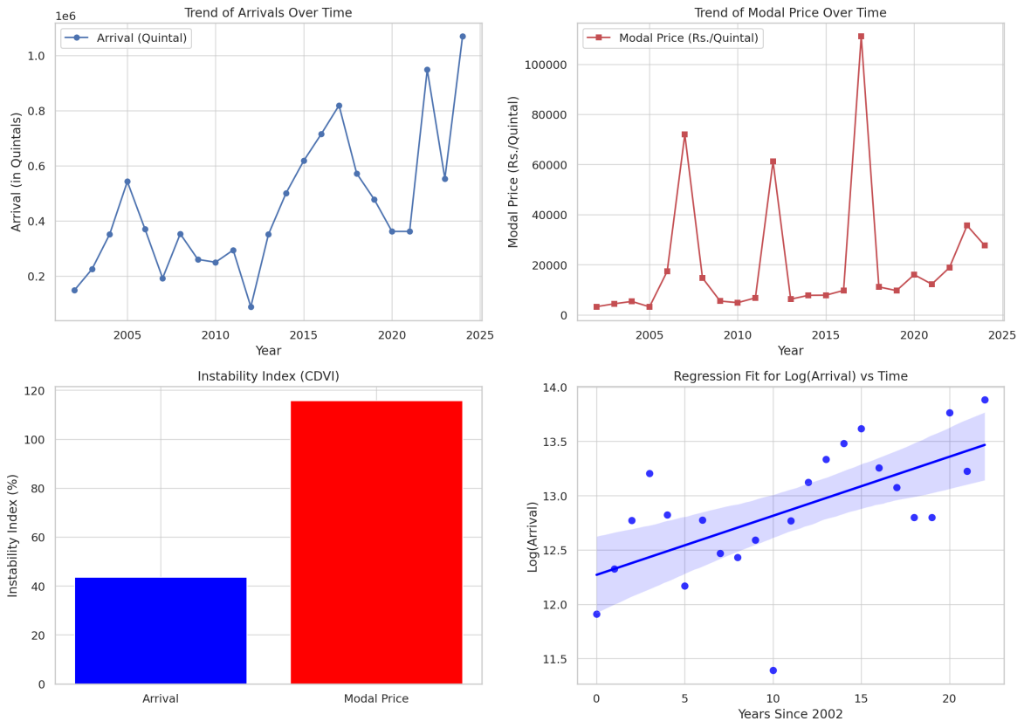 Trend of Arrivals Over Time
1e6
Arrival (Quintal)
1.0
0.8
0.6
0.4
0.2
Arrival (in Quintals)
2005 2010 2015 2020 2025
Year
Trend of Modal Price Over Time
Modal Price (Rs./Quintal)
100000
80000
60000
40000
20000
0
Modal Price (Rs./Quintal)
2005 2010 2015 2020 2025
Year
Instability Index (CDVI)
120
100
80
60
40
20
0
Instability Index (%)
Arrival Modal Price
Regression Fit for Log(Arrival) vs Time
14.0
13.5
13.0
12.5
12.0
11.5
Log(Arrival)
0 5 10 15 20
Years Since 2002